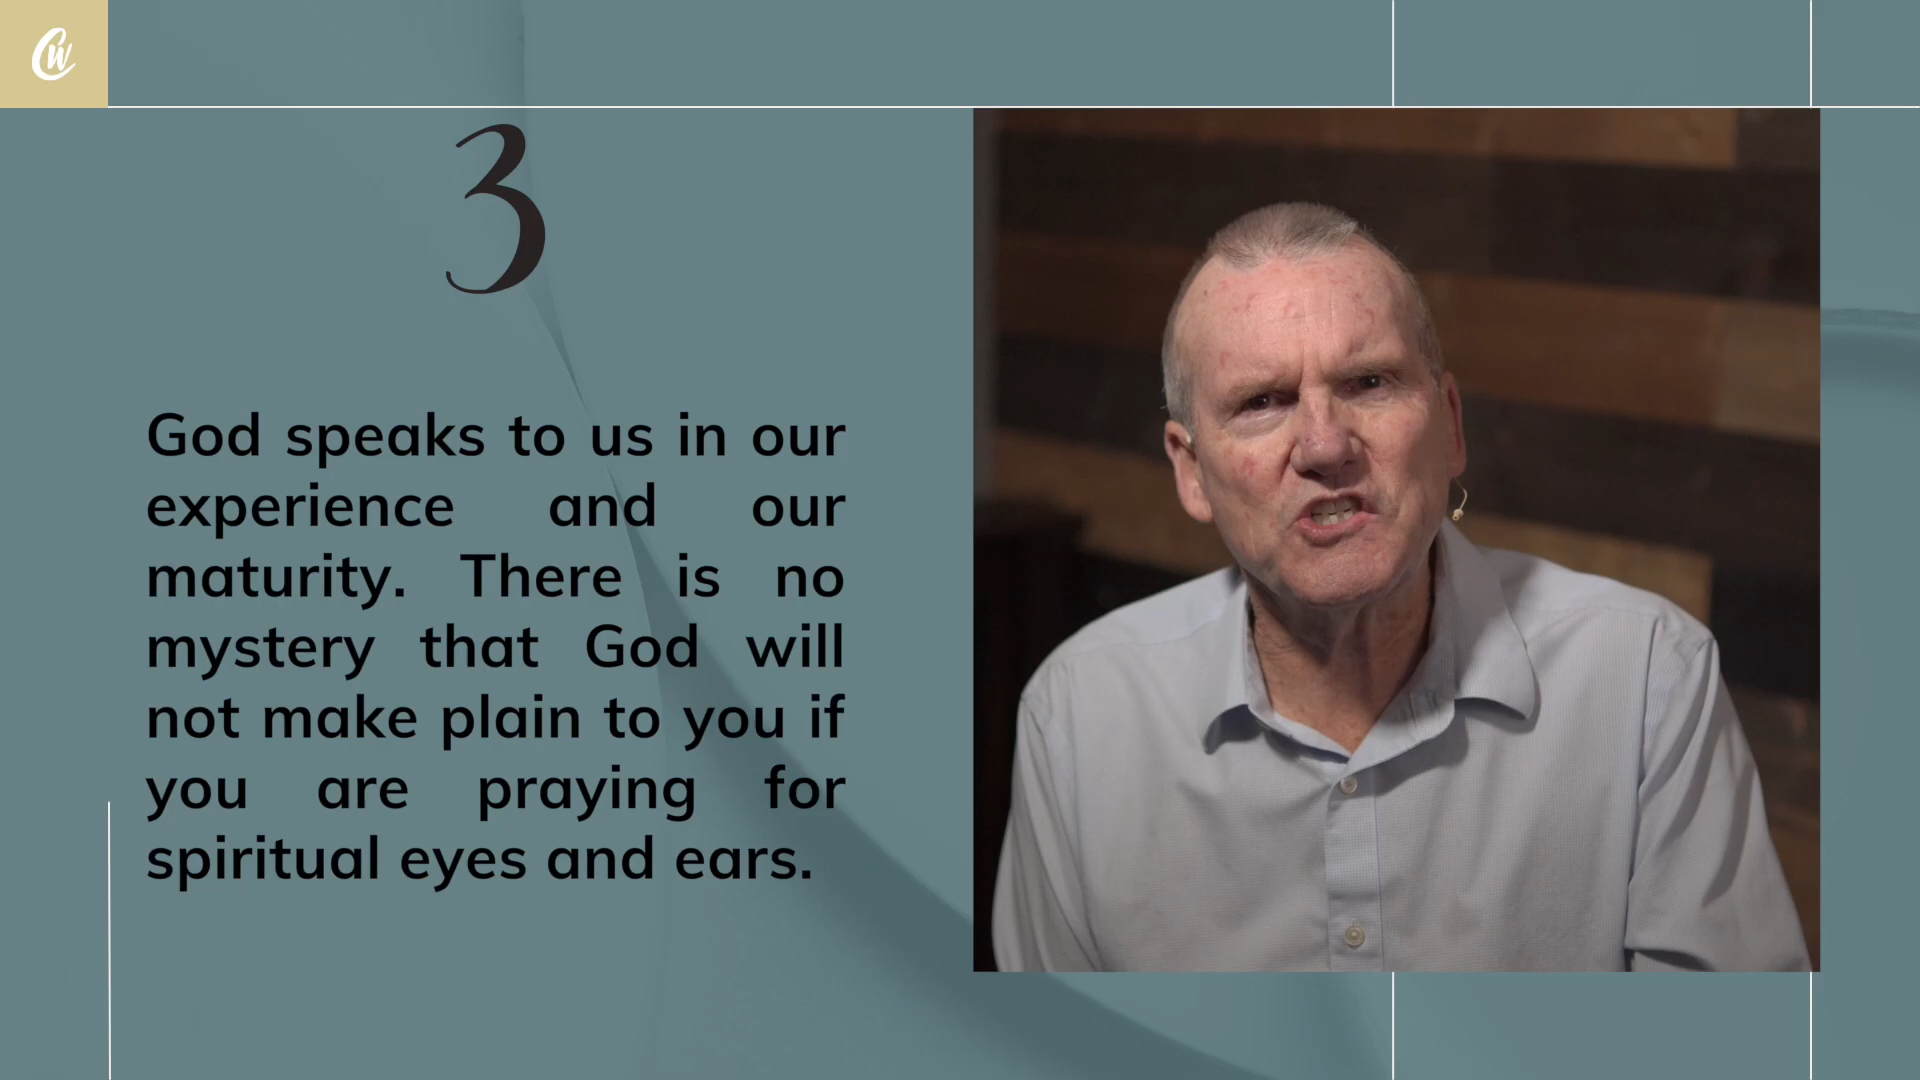 CW
3
God speaks to us in our
experience and our
maturity. There is no
mystery that God will
not make plain to you if
you are praying for
spiritual eyes and ears.